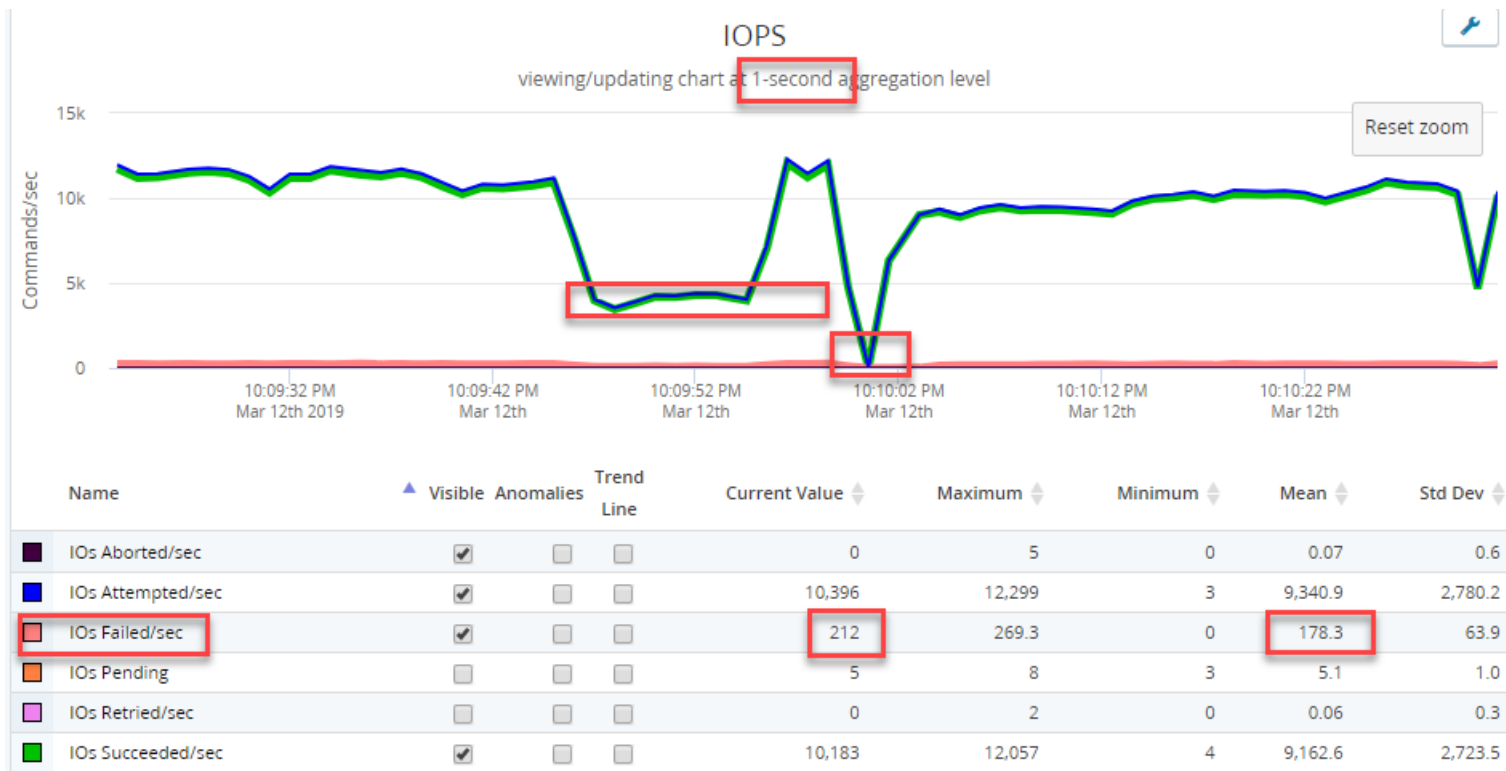 IOPS
viewing/updating chart at 1-second aggregation level
Reset zoom
Commands/sec
15k
10k
5k
0
10:09:32 PM 10:09:42 PM 10:09:52 PM 10:10:02 PM 10:10:12 PM 10:10:22 PM
Mar 12th 2019 Mar 12th Mar 12th Mar 12th Mar 12th Mar 12th
Name Visible Anomalies Trend Line Current Value Maximum Minimum Mean Std Dev
IOs Aborted/sec 0 5 0 0.07 0.6
IOs Attempted/sec 10,396 12,299 3 9,340.9 2,780.2
IOs Failed/sec 212 269.3 0 178.3 63.9
IOs Pending 5 8 3 5.1 1.0
IOs Retried/sec 0 2 0 0.06 0.3
IOs Succeeded/sec 10,183 12,057 4 9,162.6 2,723.5